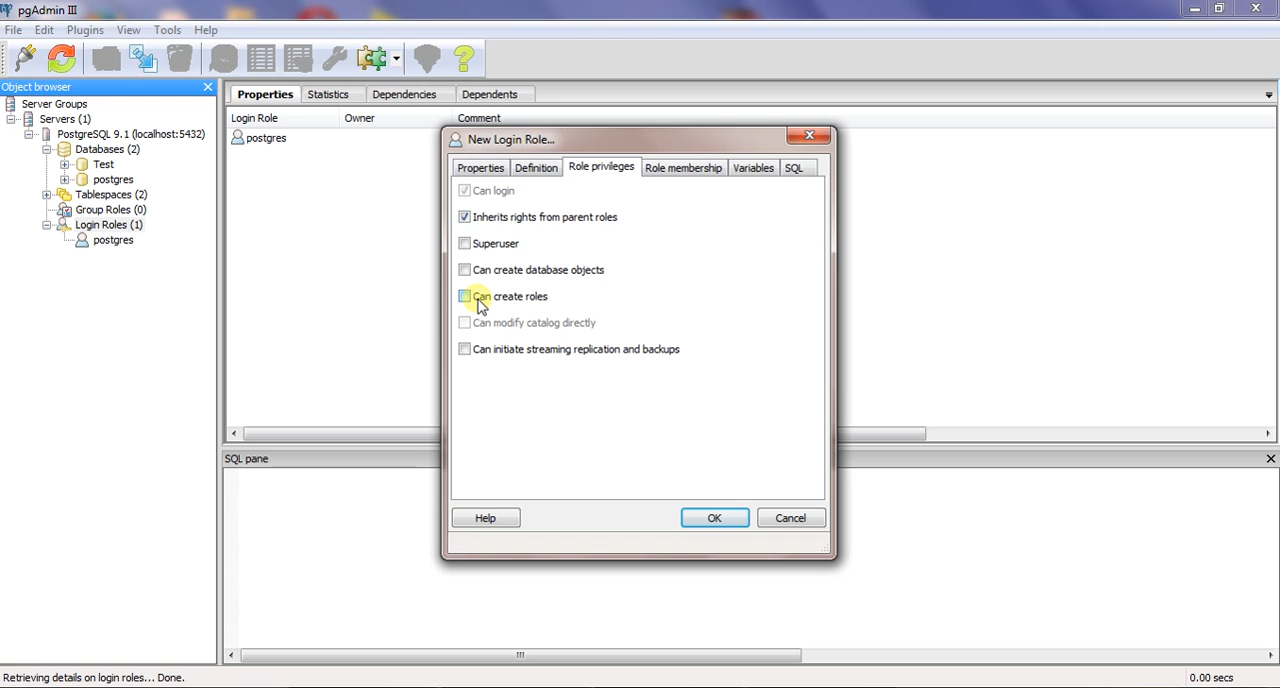 pgAdmin III
File Edit Plugins View Tools Help
Object browser
Server Groups
Servers (1)
PostgreSQL 9.1 (localhost:5432)
Databases (2)
Test
postgres
Tablespaces (2)
Group Roles (0)
Login Roles (1)
postgres
Properties Statistics Dependencies Dependents
Login Role Owner Comment
postgres
New Login Role...
Properties Definition Role privileges Role membership Variables SQL
Can login
Inherits rights from parent roles
Superuser
Can create database objects
Can create roles
Can modify catalog directly
Can initiate streaming replication and backups
Help OK Cancel
SQL pane
Retrieving details on login roles... Done. 0.00 secs